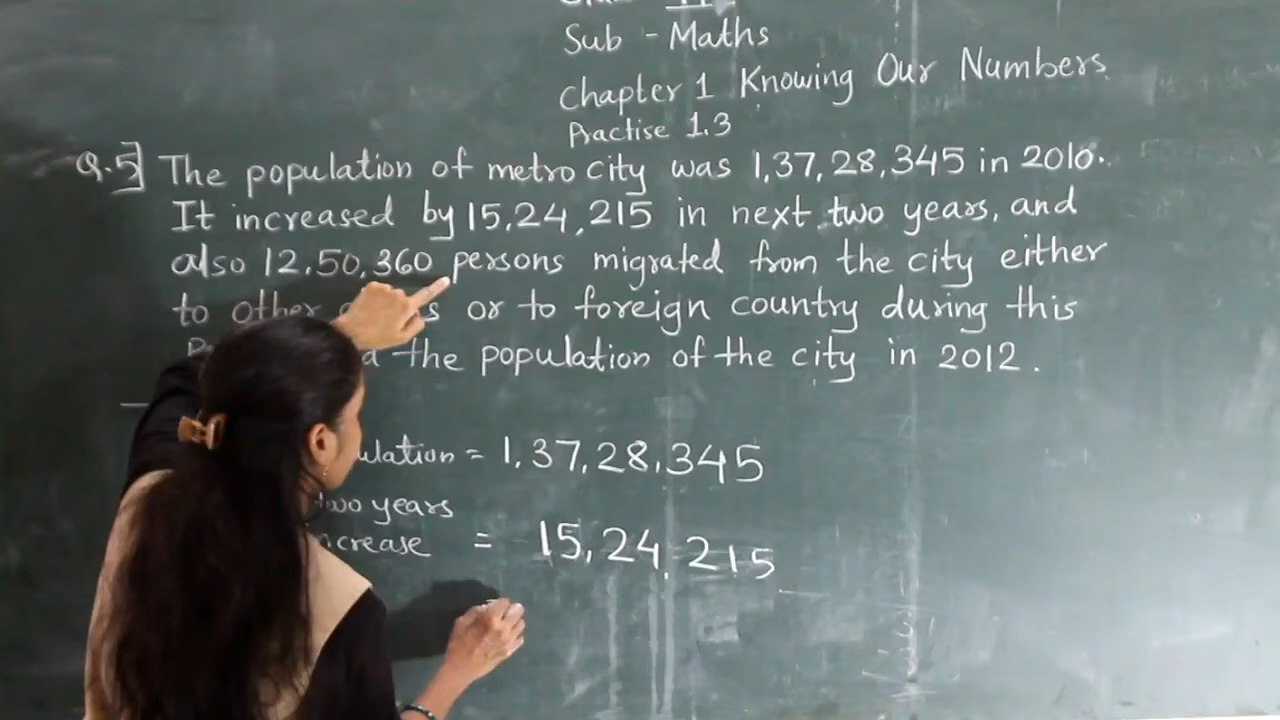 Sub - Maths
Chapter 1 Knowing Our Numbers
Practise 1.3
Q.5] The population of metro city was 1,37,28,345 in 2010.
It increased by 15,24,215 in next two years, and
also 12,50,360 persons migrated from the city either
to other or to foreign country during this
the population of the city in 2012.
= 1,37,28,345
two years
= 15,24,215